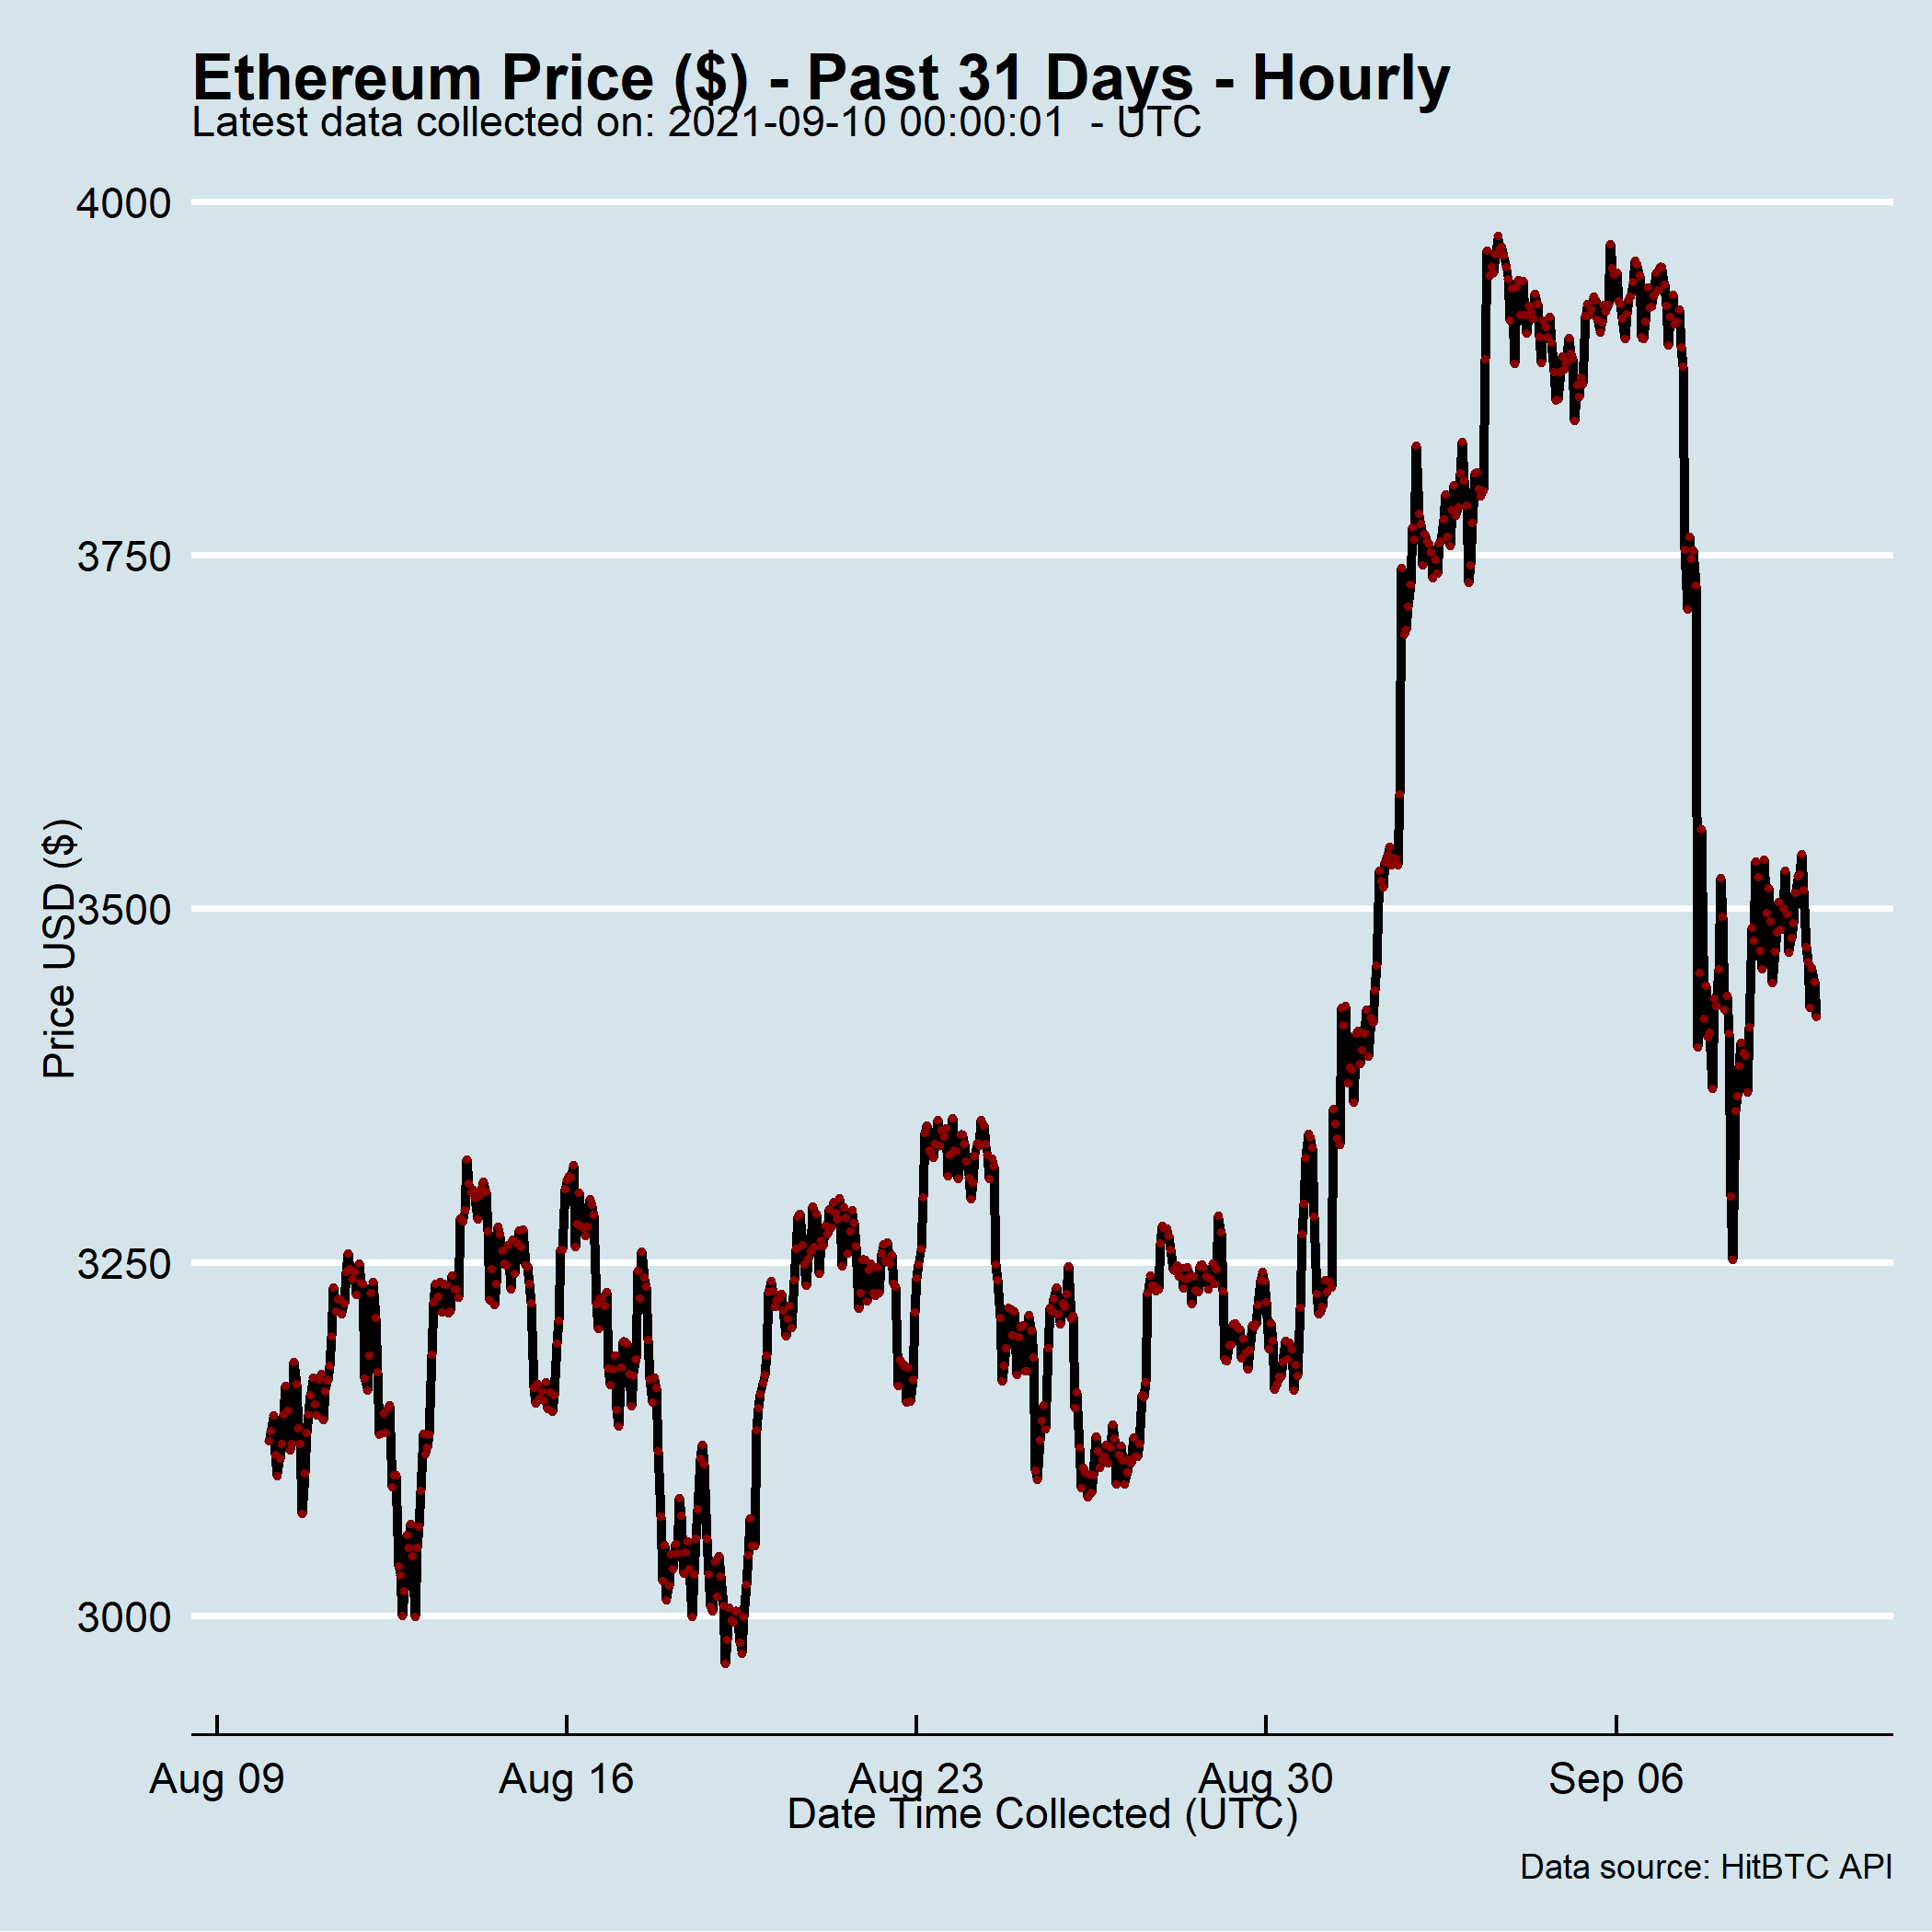 Ethereum Price ($) - Past 31 Days - Hourly
Latest data collected on: 2021-09-10 00:00:01  - UTC
4000
3750
3500
3250
3000
Price USD ($)
Aug 09
Aug 16
Aug 23
Aug 30
Sep 06
Date Time Collected (UTC)
Data source: HitBTC API